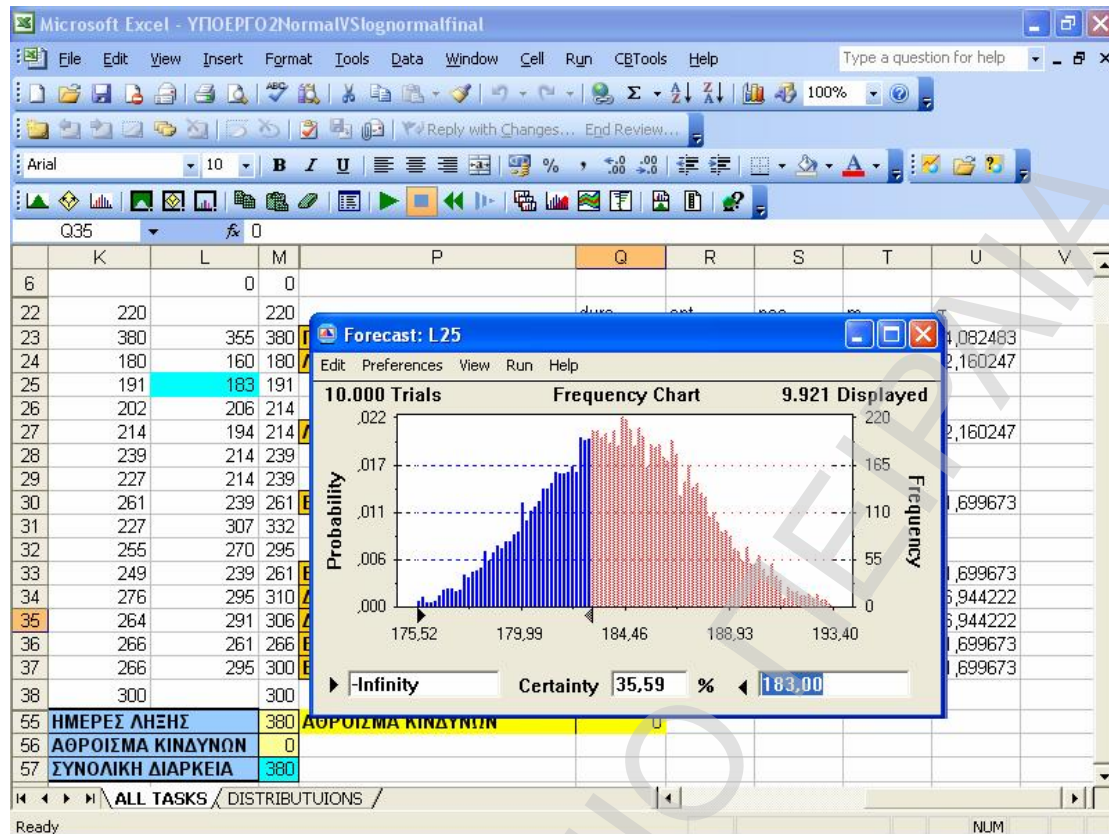 Microsoft Excel - ΥΠΟΕΡΓΟ2NormalVSlognormalfinal
File Edit View Insert Format Tools Data Window Cell Run CBTools Help Type a question for help
100%
Reply with Changes... End Review...
Arial 10 B I U % ,
Q35 fx 0
K L M P Q R S T U V
6 0 0
22 220 220
23 380 355 380 4,082483
24 180 160 180 2,160247
25 191 183 191
26 202 206 214
27 214 194 214 2,160247
28 239 214 239
29 227 214 239
30 261 239 261 1,699673
31 227 307 332
32 255 270 295
33 249 239 261 1,699673
34 276 295 310 6,944222
35 264 291 306 6,944222
36 266 261 266 1,699673
37 266 295 300 1,699673
38 300 300
55 ΗΜΕΡΕΣ ΛΗΞΗΣ 380 ΑΘΡΟΙΣΜΑ ΚΙΝΔΥΝΩΝ 0
56 ΑΘΡΟΙΣΜΑ ΚΙΝΔΥΝΩΝ 0
57 ΣΥΝΟΛΙΚΗ ΔΙΑΡΚΕΙΑ 380
Forecast: L25
Edit Preferences View Run Help
10.000 Trials Frequency Chart 9.921 Displayed
Probability
,022
,017
,011
,006
,000
Frequency
220
165
110
55
0
175,52 179,99 184,46 188,93 193,40
-Infinity Certainty 35,59 % 183,00
ALL TASKS / DISTRIBUTUIONS
Ready NUM